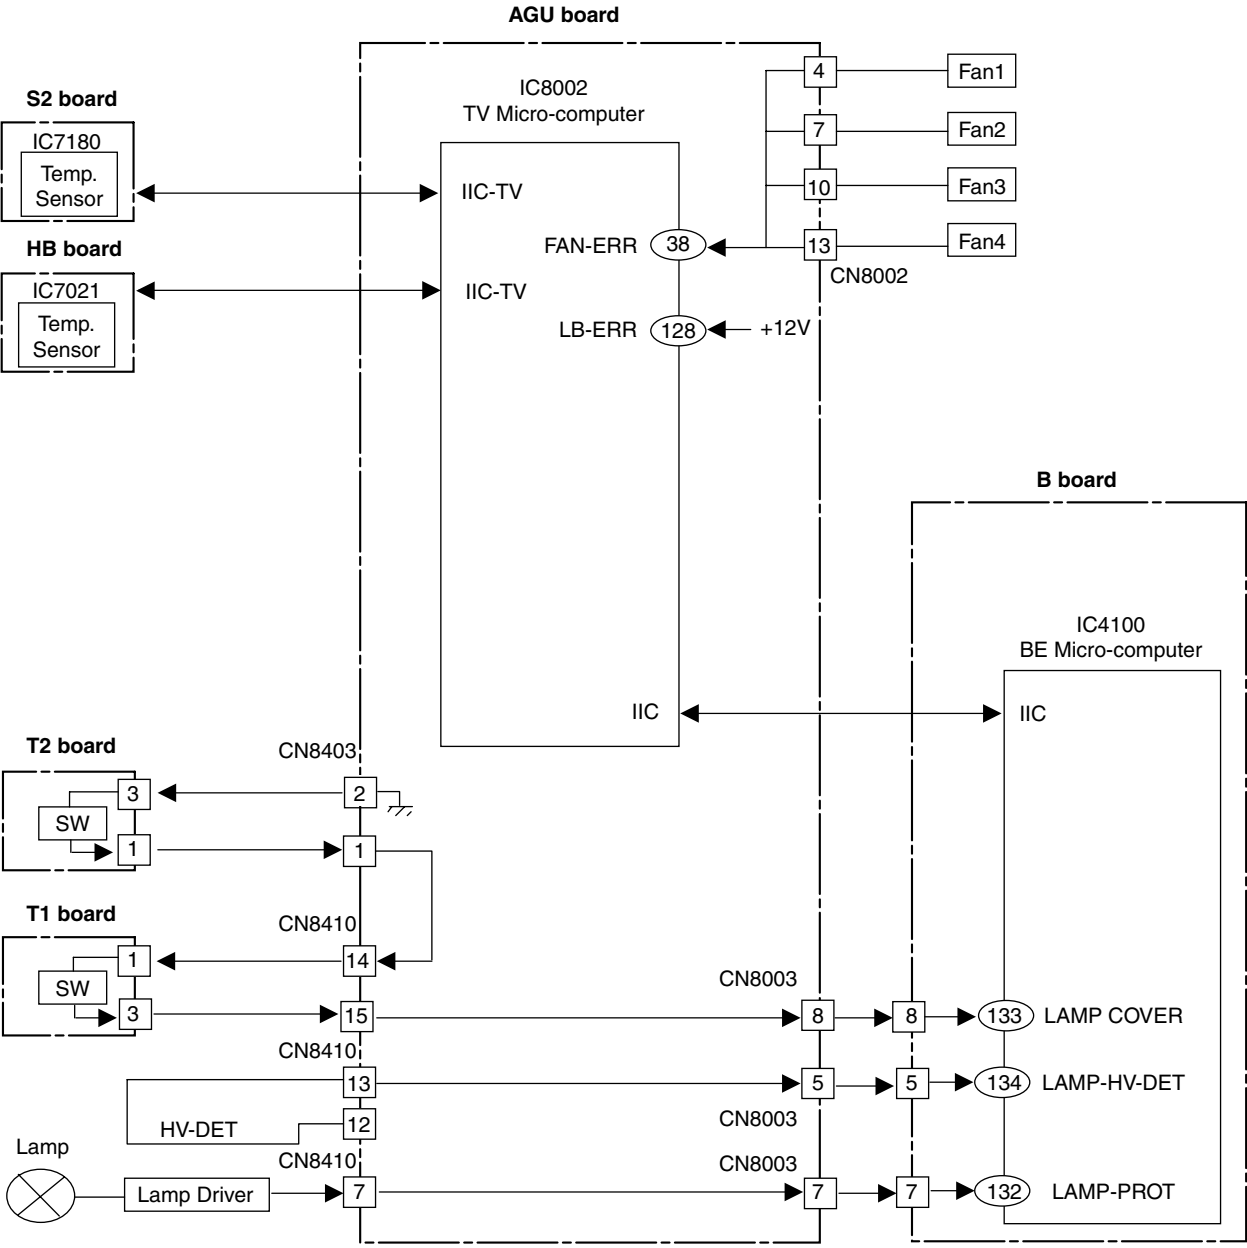 AGU board
S2 board
IC7180
Temp.
Sensor
HB board
IC7021
Temp.
Sensor
IC8002
TV Micro-computer
IIC-TV
IIC-TV
FAN-ERR
38
LB-ERR
128
+12V
4
Fan1
7
Fan2
10
Fan3
13
Fan4
CN8002
IIC
B board
IC4100
BE Micro-computer
IIC
T2 board
CN8403
3
2
SW
1
1
T1 board
CN8410
1
14
SW
3
15
CN8003
8
8
133
LAMP COVER
CN8410
13
5
5
134
LAMP-HV-DET
HV-DET
12
CN8003
Lamp
CN8410
CN8003
Lamp Driver
7
7
7
132
LAMP-PROT